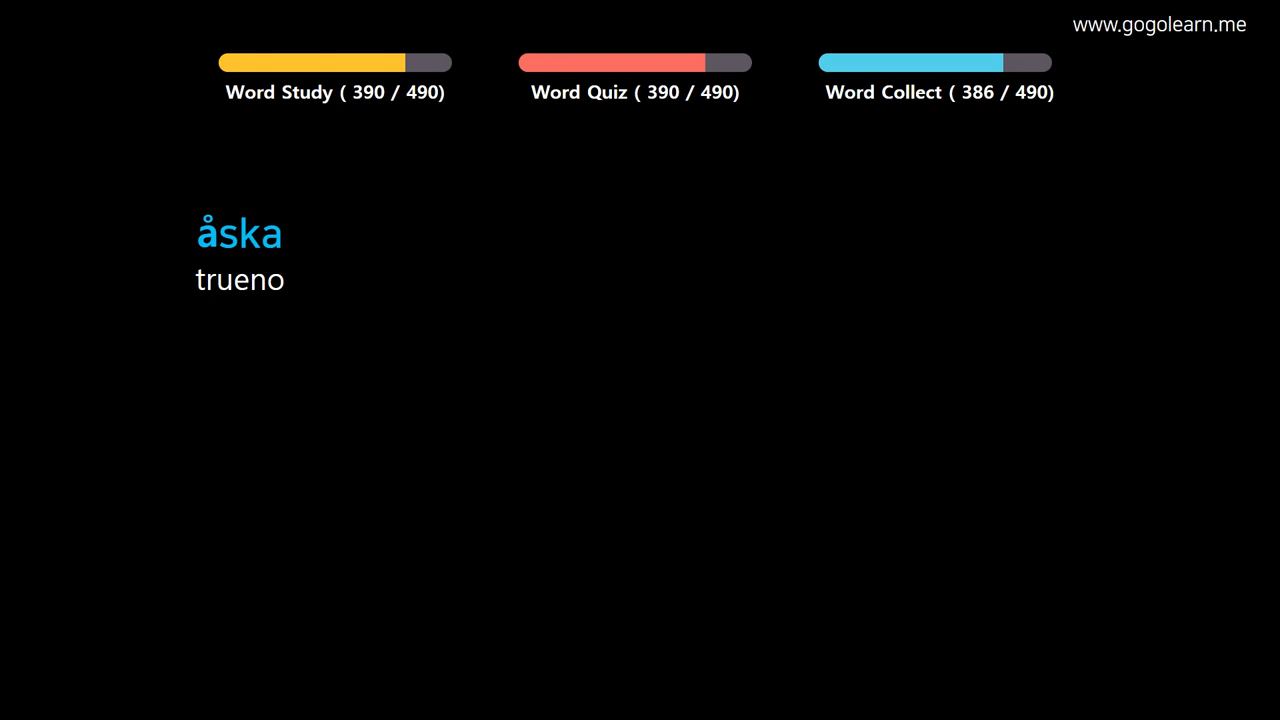 www.gogolearn.me
Word Study ( 390 / 490)
Word Quiz ( 390 / 490)
Word Collect ( 386 / 490)
åska
trueno